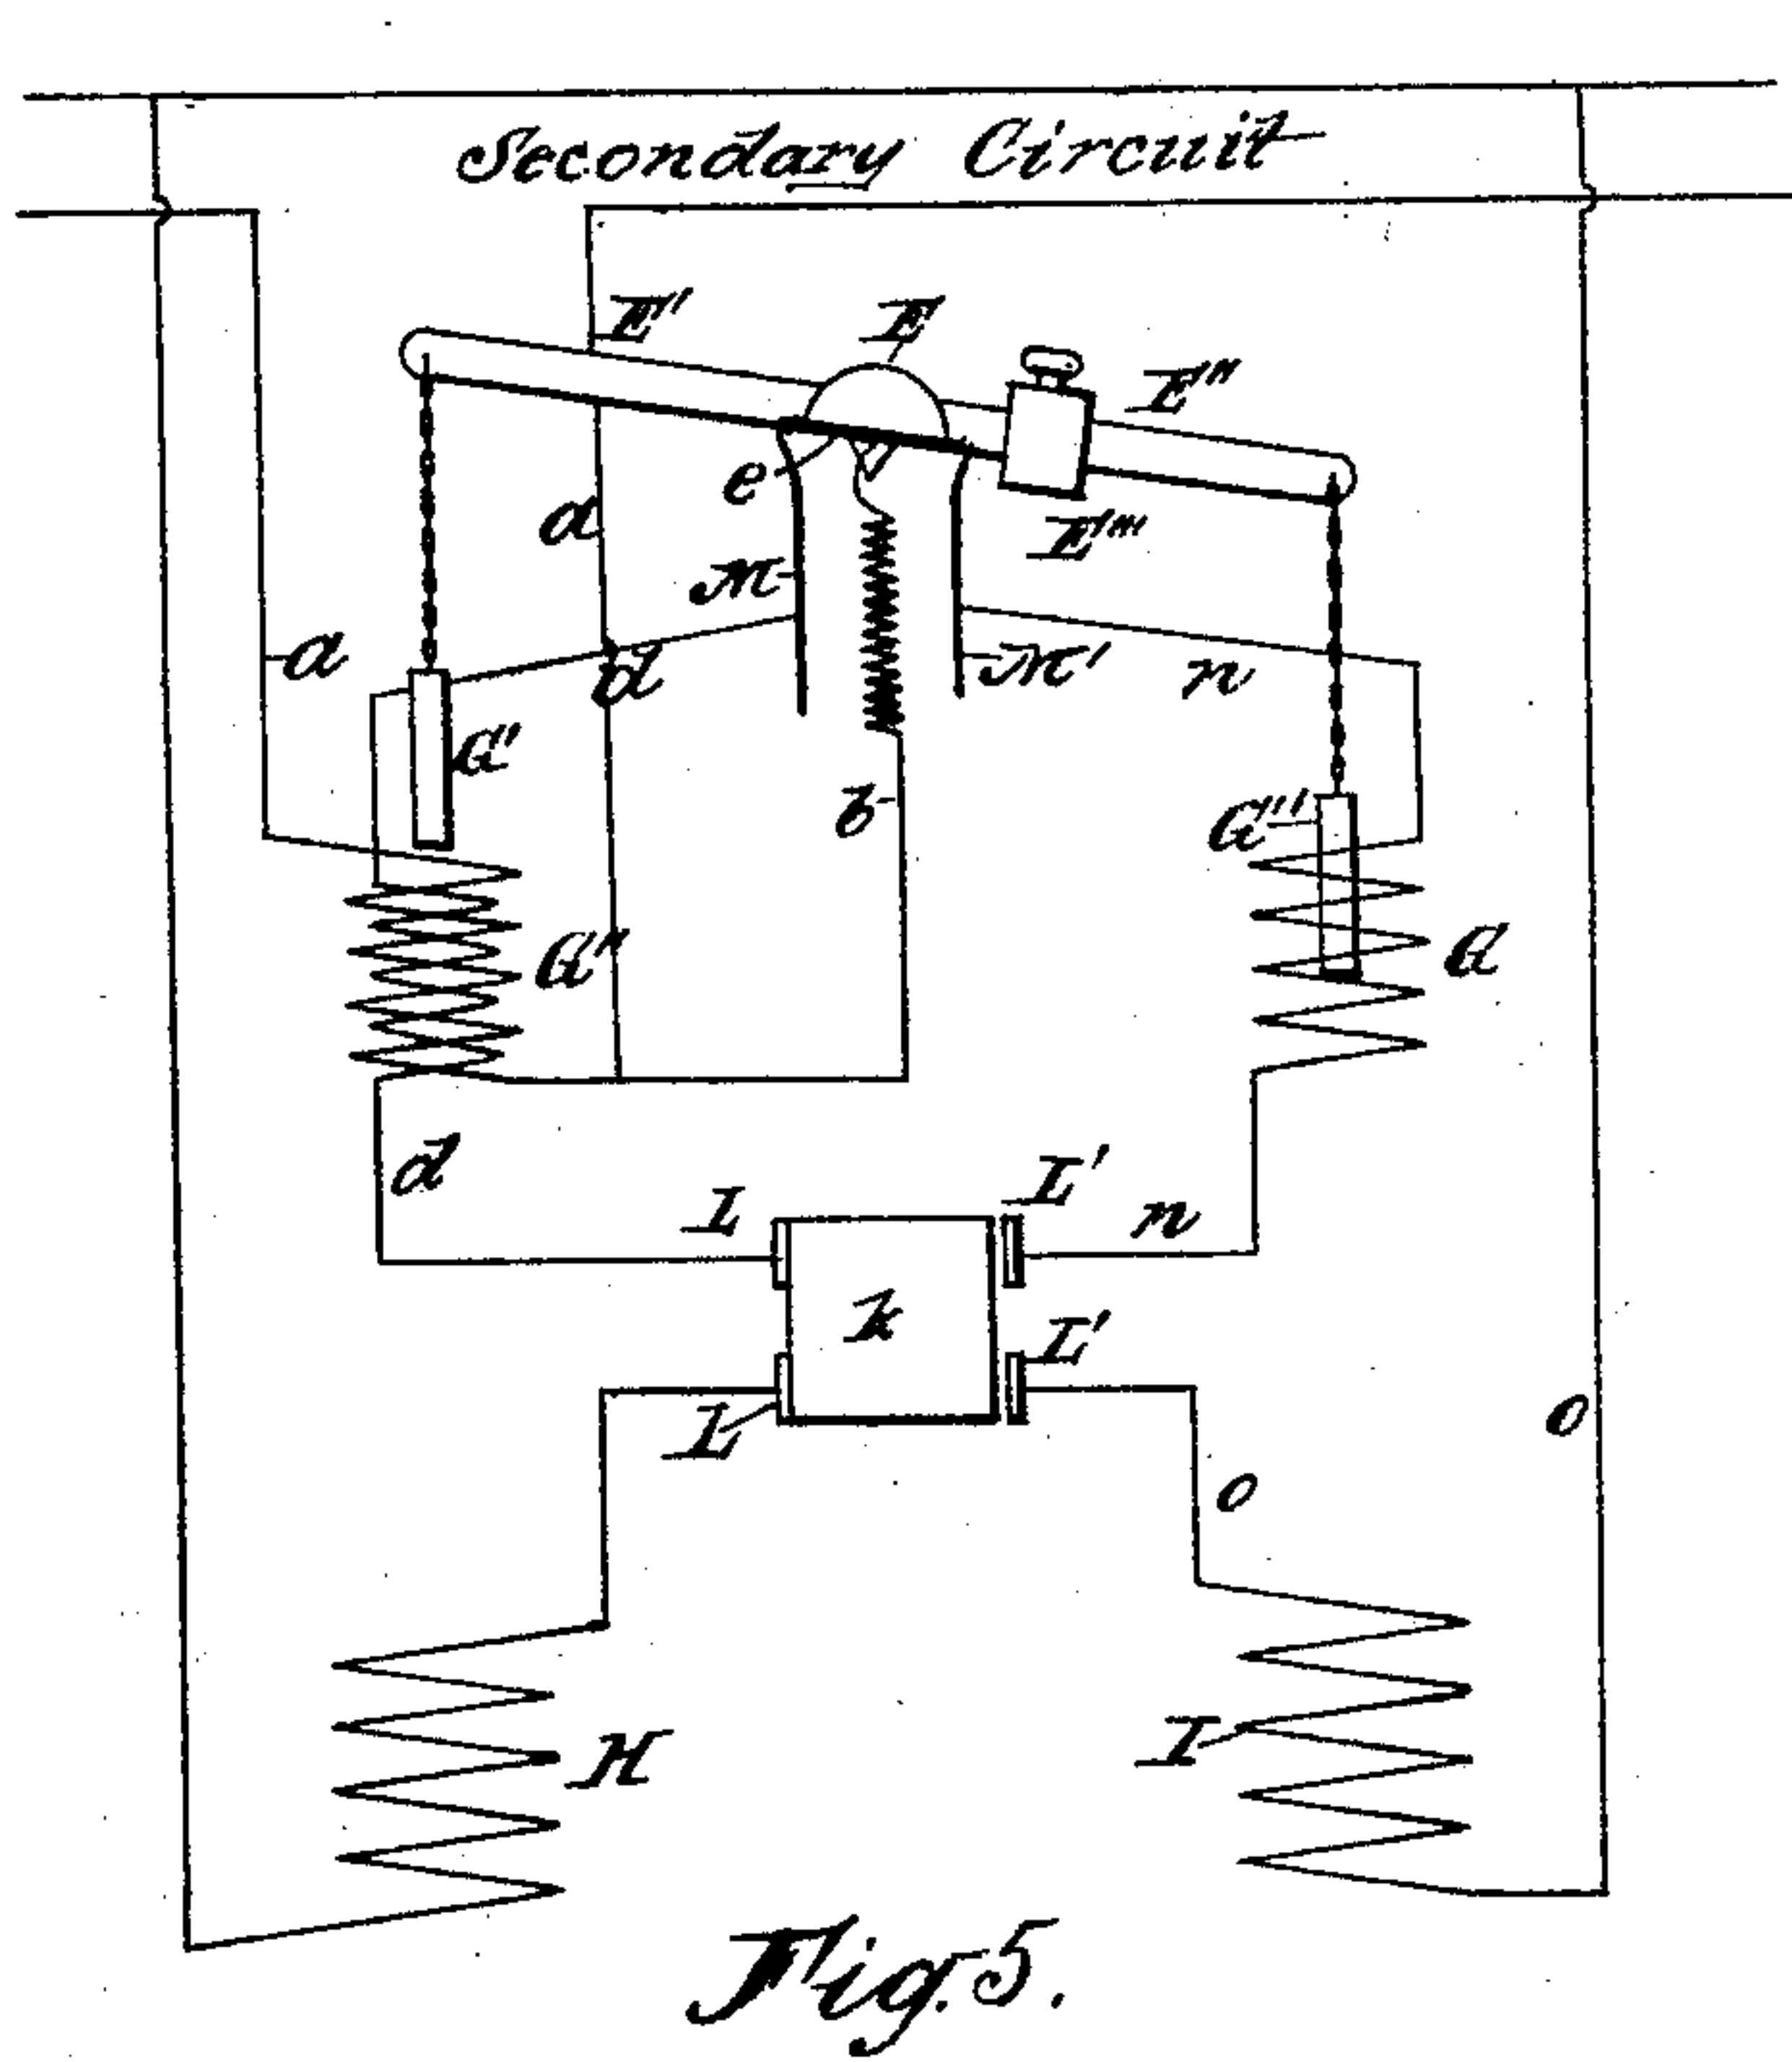 Secondary Circuit
E' E
E"
e
a
E'''
M
a
d
M'
n
G'
b
G'''
G"
G
d
L
L'
n
k
L'
L
o
o
H
I
Fig. 5.